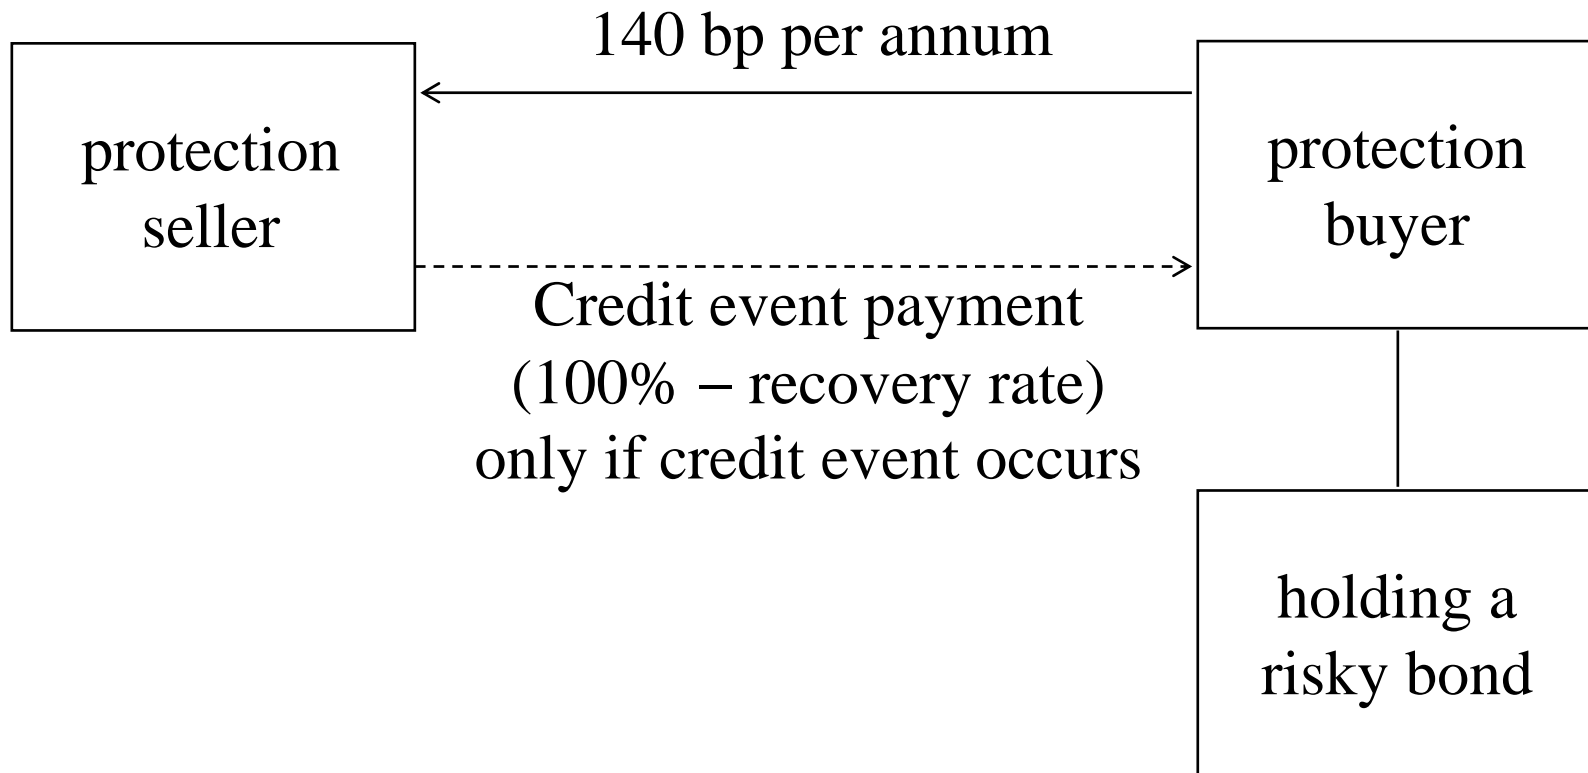 140 bp per annum
protection
seller
protection
buyer
Credit event payment
(100% – recovery rate)
only if credit event occurs
holding a
risky bond